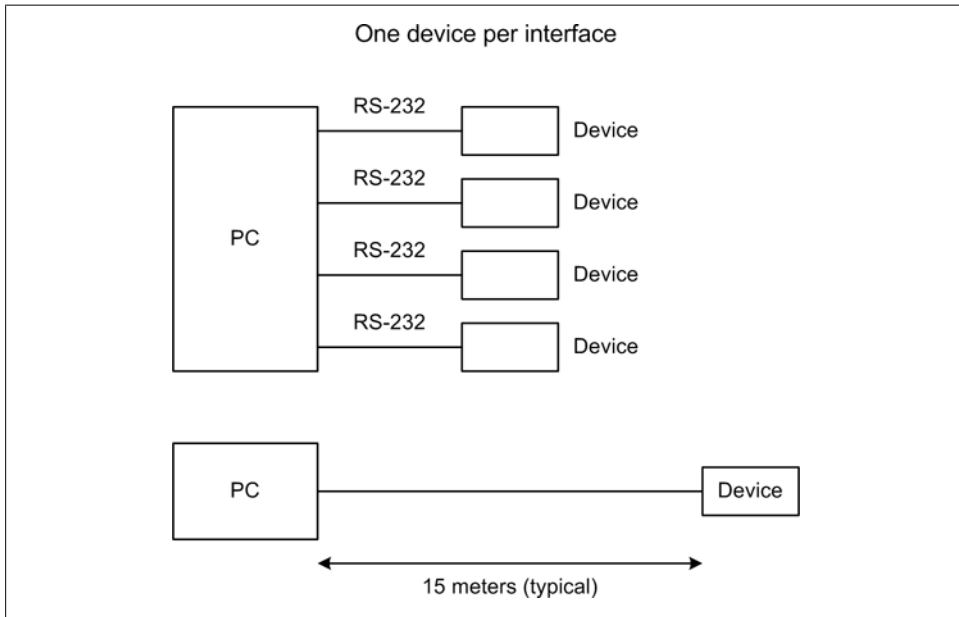 One device per interface
RS-232
Device
RS-232
Device
PC
RS-232
Device
RS-232
Device
PC
Device
15 meters (typical)